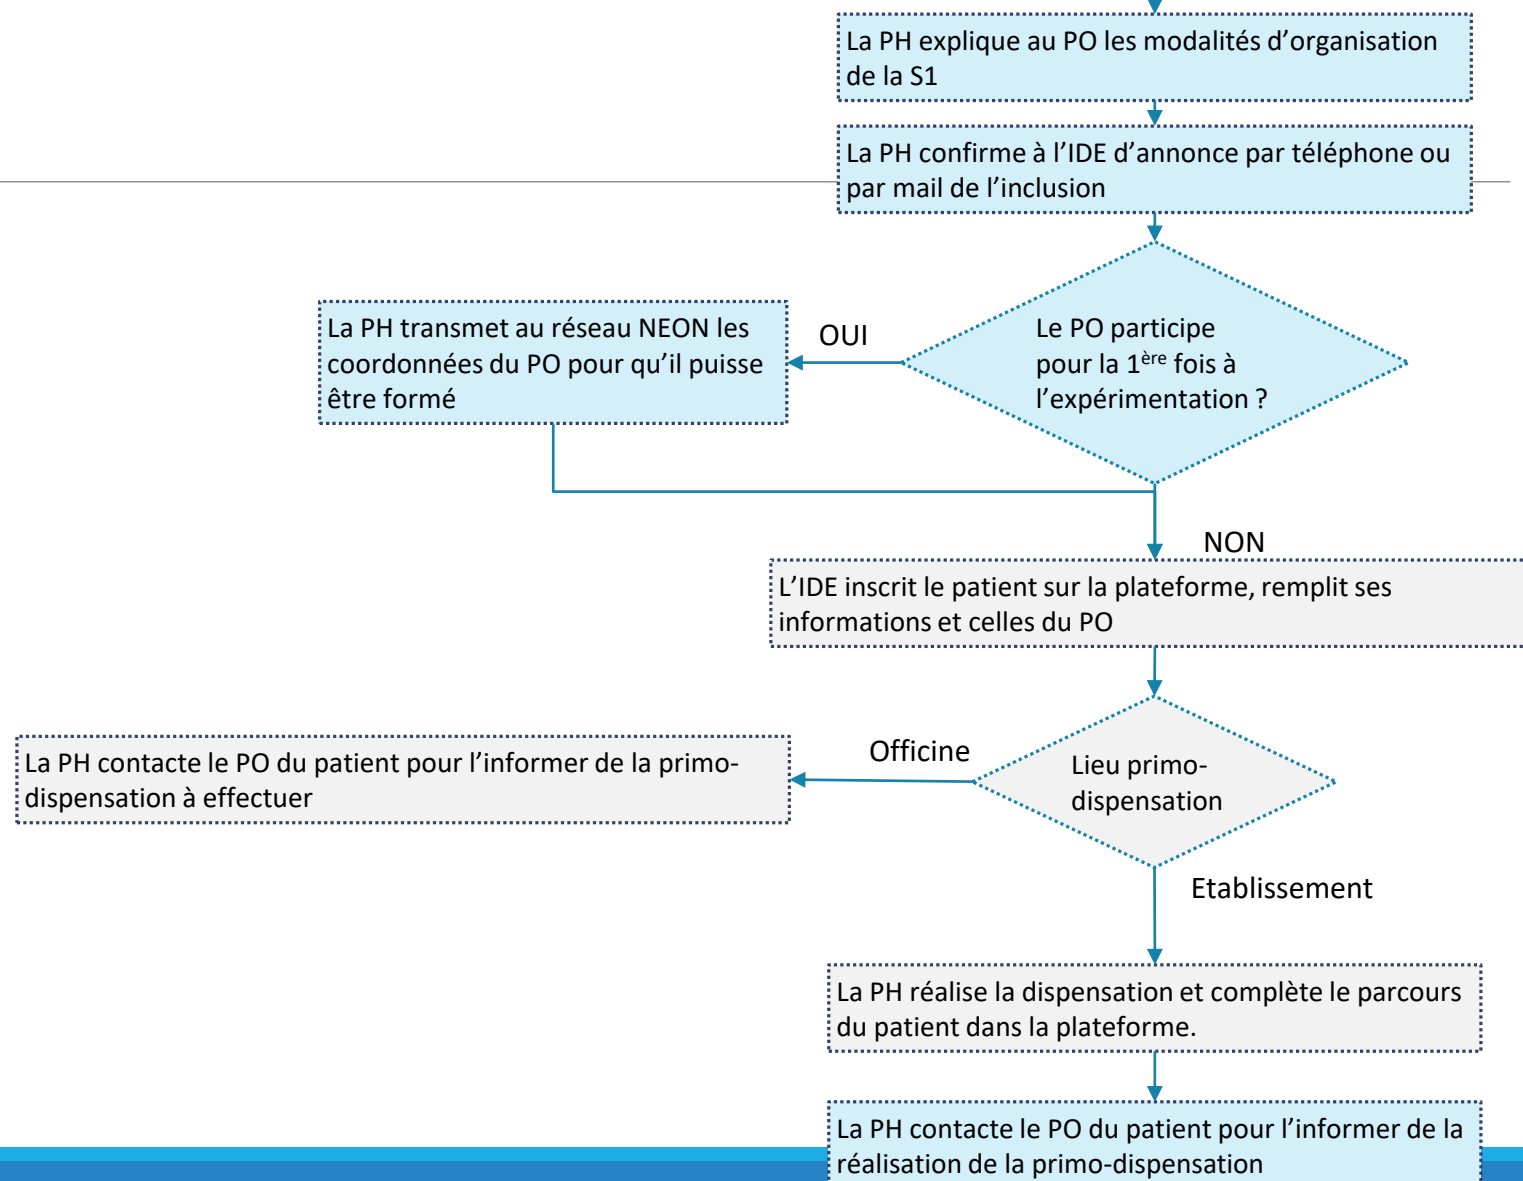 La PH explique au PO les modalités d’organisation
de la S1
La PH confirme à l’IDE d’annonce par téléphone ou
par mail de l’inclusion
La PH transmet au réseau NEON les
coordonnées du PO pour qu’il puisse
être formé
OUI
Le PO participe
pour la 1ère fois à
l’expérimentation ?
NON
L’IDE inscrit le patient sur la plateforme, remplit ses
informations et celles du PO
La PH contacte le PO du patient pour l’informer de la primo-
dispensation à effectuer
Officine
Lieu primo-
dispensation
Etablissement
La PH réalise la dispensation et complète le parcours
du patient dans la plateforme.
La PH contacte le PO du patient pour l’informer de la
réalisation de la primo-dispensation